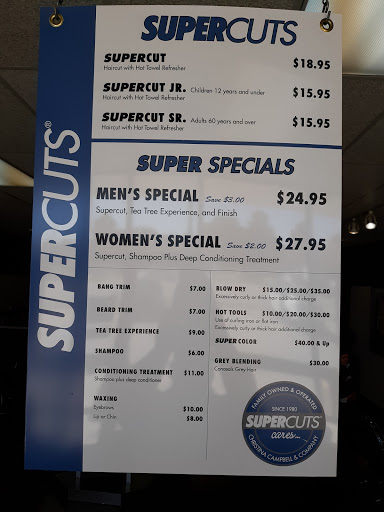 SUPERCUTS®
SUPERCUTS
SUPERCUT $18.95
Haircut with Hot Towel Refresher
SUPERCUT JR. Children 12 years and under $15.95
Haircut with Hot Towel Refresher
SUPERCUT SR. Adults 60 years and over $15.95
Haircut with Hot Towel Refresher
SUPER SPECIALS
MEN'S SPECIAL Save $3.00 $24.95
Supercut, Tea Tree Experience, and Finish
WOMEN'S SPECIAL Save $2.00 $27.95
Supercut, Shampoo Plus Deep Conditioning Treatment
BANG TRIM $7.00
BEARD TRIM $7.00
TEA TREE EXPERIENCE $9.00
SHAMPOO $6.00
CONDITIONING TREATMENT $11.00
Shampoo plus deep conditioner
WAXING
Eyebrows $10.00
Lip or Chin $8.00
BLOW DRY $15.00/$25.00/$35.00
Excessively curly or thick hair additional charge
HOT TOOLS $10.00/$20.00/$30.00
Use of curling iron or flat iron
Excessively curly or thick hair additional charge
SUPER COLOR $40.00 & Up
GREY BLENDING $30.00
Conceals Grey Hair
FAMILY OWNED & OPERATED
SINCE 1980
SUPERCUTS
cares...
CHRISTINA CAMPBELL & COMPANY